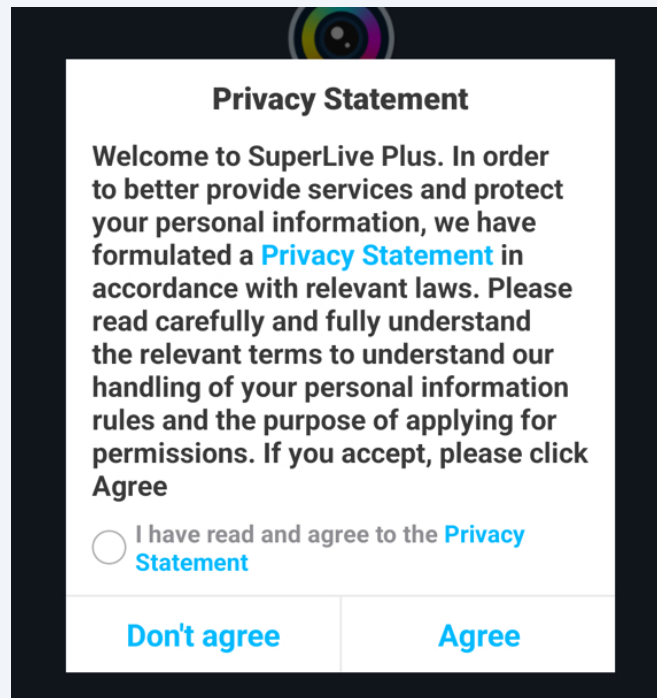 Privacy Statement
Welcome to SuperLive Plus. In order
to better provide services and protect
your personal information, we have
formulated a Privacy Statement in
accordance with relevant laws. Please
read carefully and fully understand
the relevant terms to understand our
handling of your personal information
rules and the purpose of applying for
permissions. If you accept, please click
Agree
I have read and agree to the Privacy
Statement
Don't agree
Agree